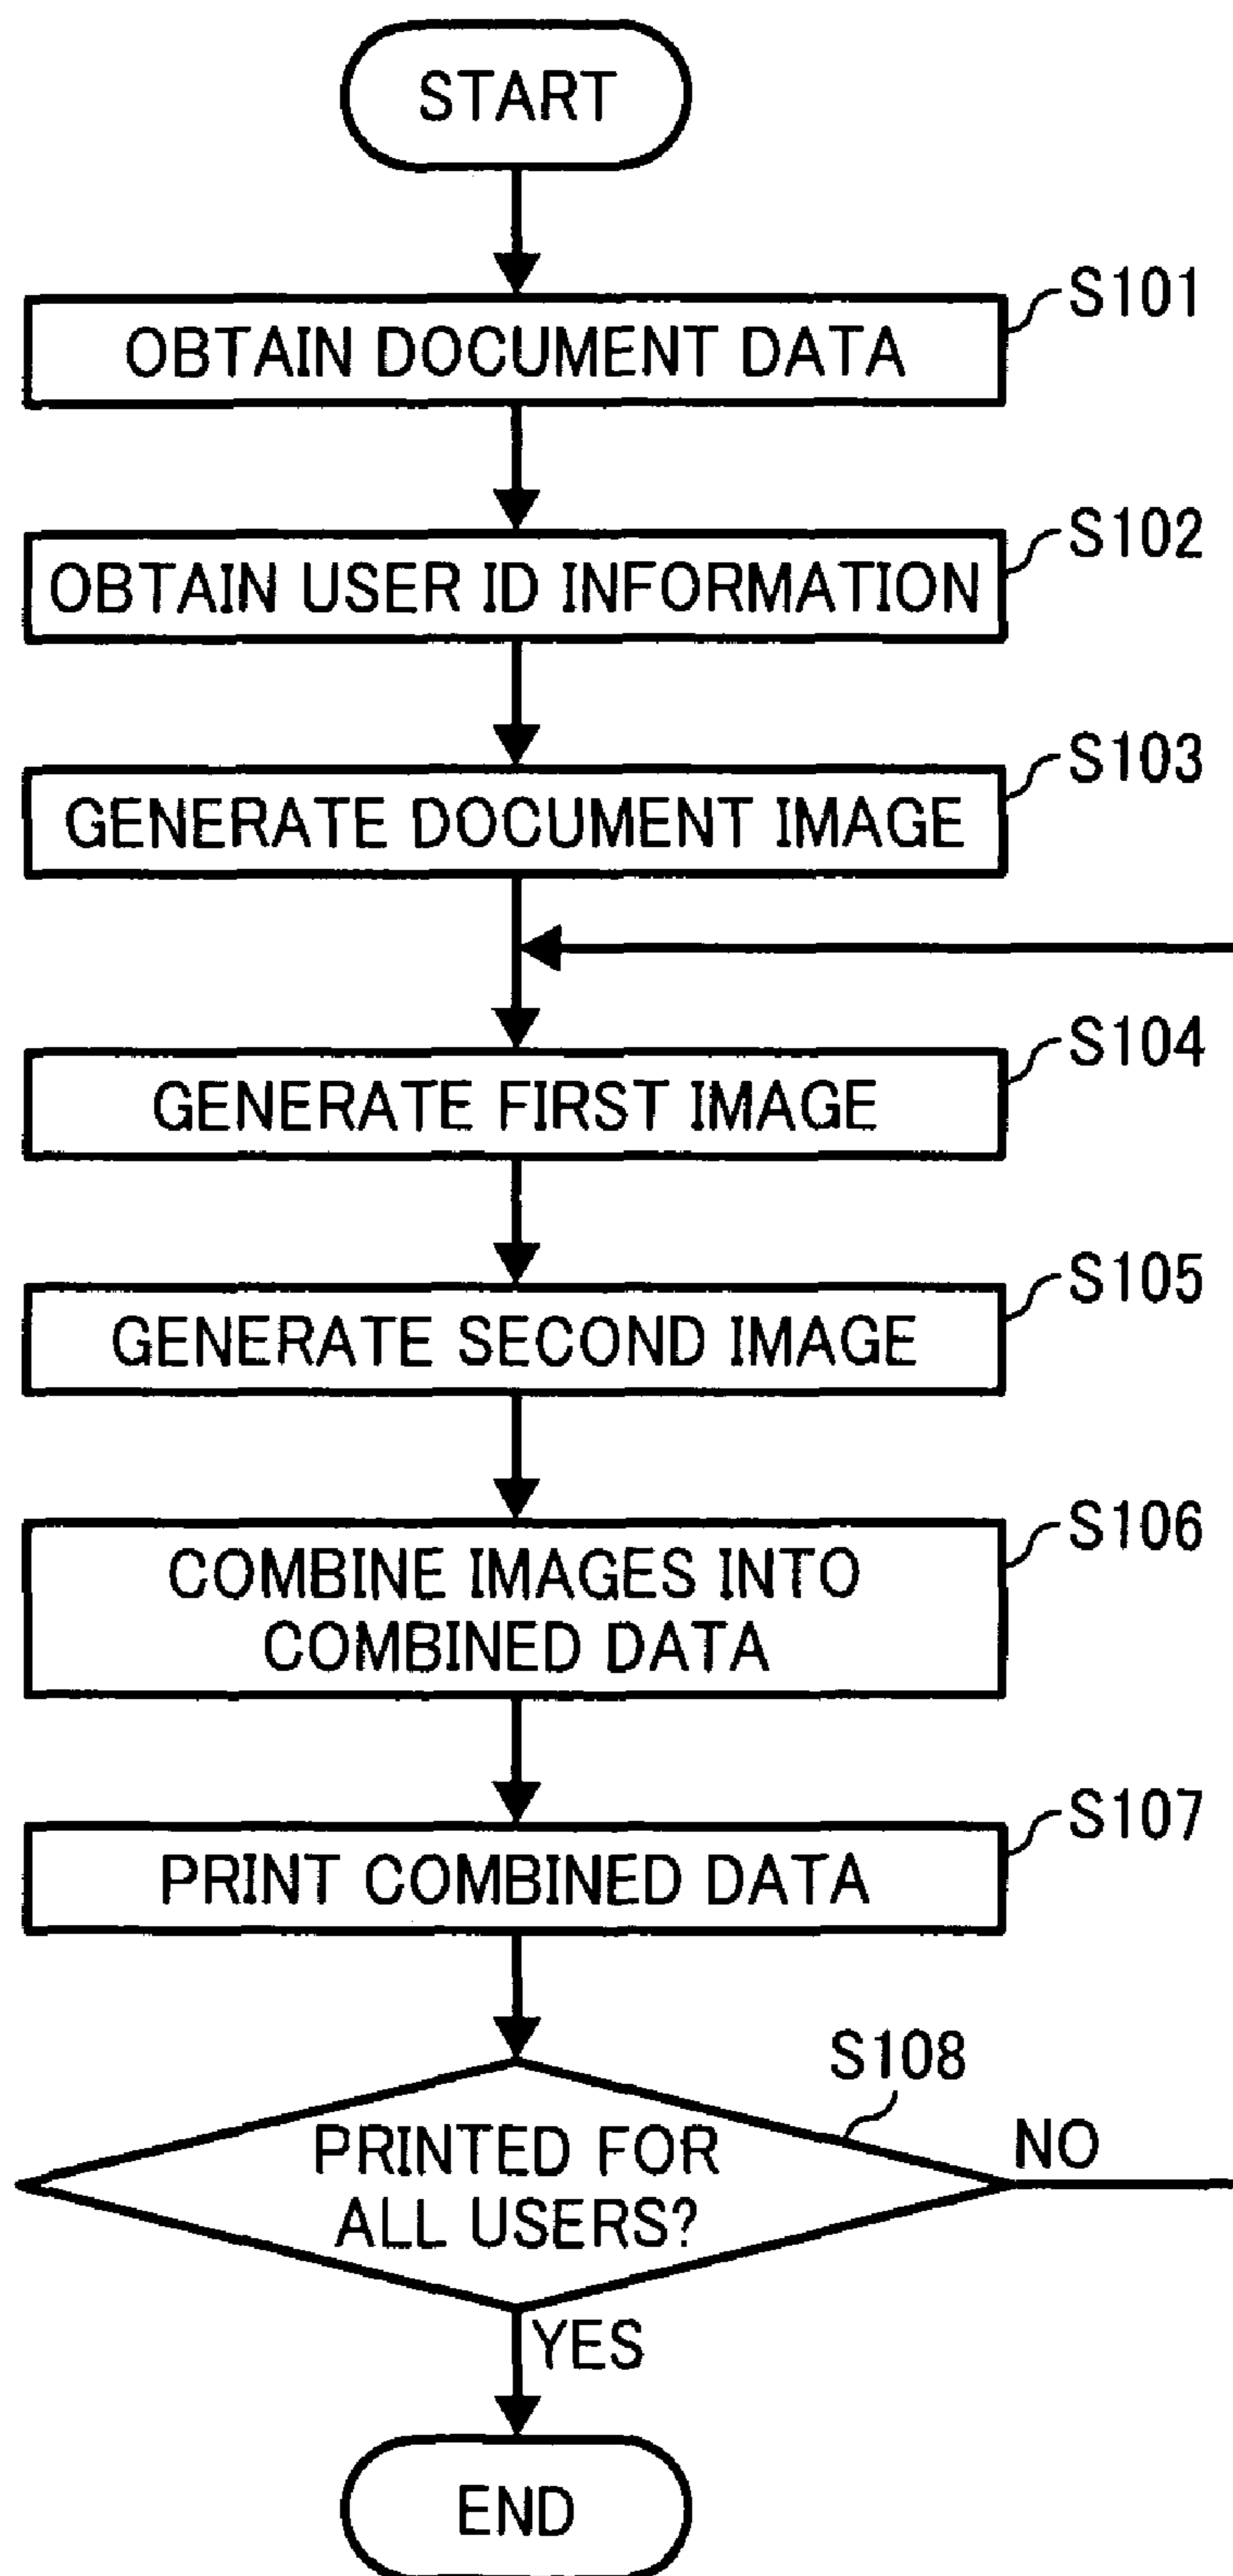 START
S101
OBTAIN DOCUMENT DATA
S102
OBTAIN USER ID INFORMATION
S103
GENERATE DOCUMENT IMAGE
S104
GENERATE FIRST IMAGE
S105
GENERATE SECOND IMAGE
S106
COMBINE IMAGES INTO
COMBINED DATA
S107
PRINT COMBINED DATA
S108
PRINTED FOR
ALL USERS?
NO
YES
END